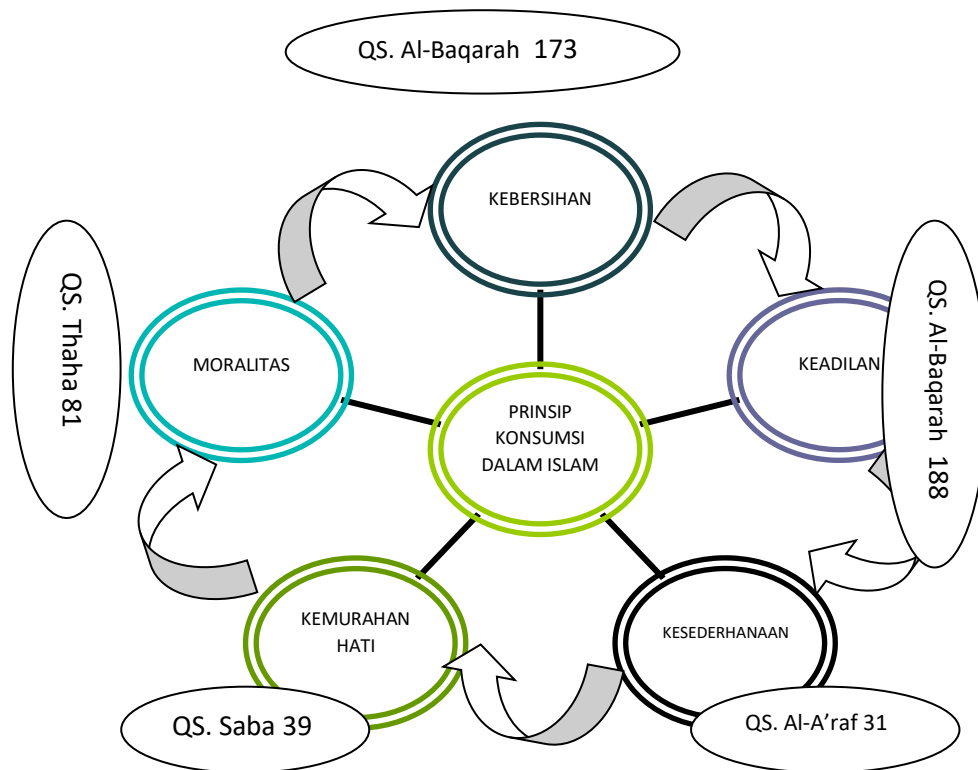 QS. Al-Baqarah 173
KEBERSIHAN
QS. Thaha 81
MORALITAS
KEADILAN
QS. Al-Baqarah 188
PRINSIP
KONSUMSI
DALAM ISLAM
KEMURAHAN
HATI
KESEDERHANAAN
QS. Saba 39
QS. Al-A’raf 31